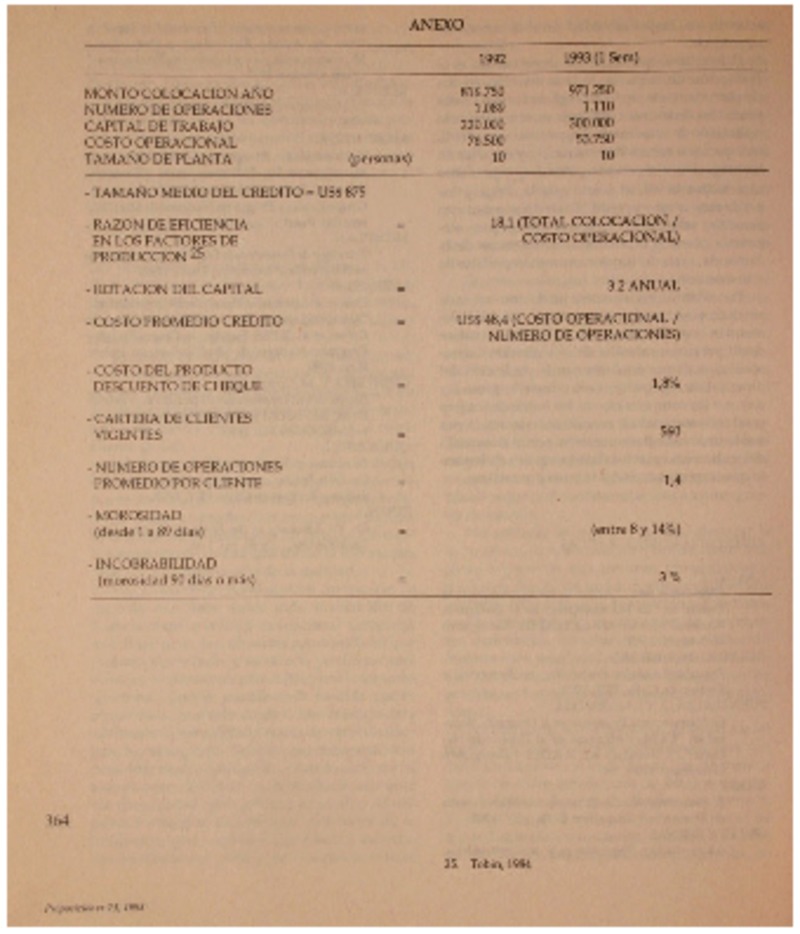 ANEXO
1992 1993 (I Sem)
MONTO COLOCACION AÑO 816.750 971.250
NUMERO DE OPERACIONES 1.089 1.110
CAPITAL DE TRABAJO 300.000
COSTO OPERACIONAL 76.500 53.750
TAMAÑO DE PLANTA (personas) 10 10
- TAMAÑO MEDIO DEL CREDITO = US$ 875
- RAZON DE EFICIENCIA = 18,1 (TOTAL COLOCACION /
EN LOS FACTORES DE COSTO OPERACIONAL)
PRODUCCION 25
- ROTACION DEL CAPITAL = 3.2 ANUAL
- COSTO PROMEDIO CREDITO = US$ 48,4 (COSTO OPERACIONAL /
NUMERO DE OPERACIONES)
- COSTO DEL PRODUCTO
DESCUENTO DE CHEQUE = 1,8%
- CARTERA DE CLIENTES
VIGENTES =
- NUMERO DE OPERACIONES
PROMEDIO POR CLIENTE = 1,4
- MOROSIDAD
(desde 1 a 89 días) = (entre 8 y 14%)
- INCOBRABILIDAD
(morosidad 90 días o más) = 3 %
364
25. Tobin, 1984